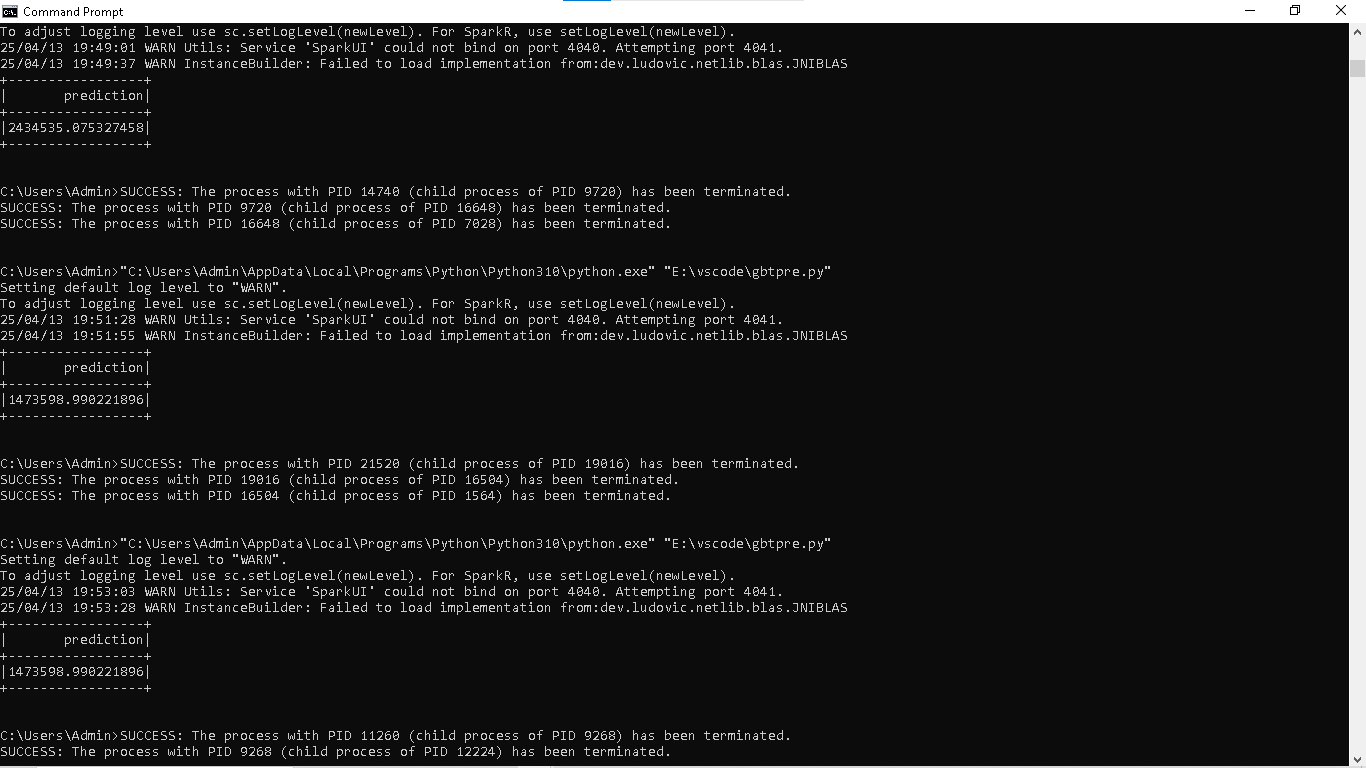 Command Prompt
To adjust logging level use sc.setLogLevel(newLevel). For SparkR, use setLogLevel(newLevel).
25/04/13 19:49:01 WARN Utils: Service 'SparkUI' could not bind on port 4040. Attempting port 4041.
25/04/13 19:49:37 WARN InstanceBuilder: Failed to load implementation from:dev.ludovic.netlib.blas.JNIBLAS
+-----------------+
|       prediction|
+-----------------+
|2434535.075327458|
+-----------------+
C:\Users\Admin>SUCCESS: The process with PID 14740 (child process of PID 9720) has been terminated.
SUCCESS: The process with PID 9720 (child process of PID 16648) has been terminated.
SUCCESS: The process with PID 16648 (child process of PID 7028) has been terminated.
C:\Users\Admin>"C:\Users\Admin\AppData\Local\Programs\Python\Python310\python.exe" "E:\vscode\gbtpre.py"
Setting default log level to "WARN".
To adjust logging level use sc.setLogLevel(newLevel). For SparkR, use setLogLevel(newLevel).
25/04/13 19:51:28 WARN Utils: Service 'SparkUI' could not bind on port 4040. Attempting port 4041.
25/04/13 19:51:55 WARN InstanceBuilder: Failed to load implementation from:dev.ludovic.netlib.blas.JNIBLAS
+-----------------+
|       prediction|
+-----------------+
|1473598.990221896|
+-----------------+
C:\Users\Admin>SUCCESS: The process with PID 21520 (child process of PID 19016) has been terminated.
SUCCESS: The process with PID 19016 (child process of PID 16504) has been terminated.
SUCCESS: The process with PID 16504 (child process of PID 1564) has been terminated.
C:\Users\Admin>"C:\Users\Admin\AppData\Local\Programs\Python\Python310\python.exe" "E:\vscode\gbtpre.py"
Setting default log level to "WARN".
To adjust logging level use sc.setLogLevel(newLevel). For SparkR, use setLogLevel(newLevel).
25/04/13 19:53:03 WARN Utils: Service 'SparkUI' could not bind on port 4040. Attempting port 4041.
25/04/13 19:53:28 WARN InstanceBuilder: Failed to load implementation from:dev.ludovic.netlib.blas.JNIBLAS
+-----------------+
|       prediction|
+-----------------+
|1473598.990221896|
+-----------------+
C:\Users\Admin>SUCCESS: The process with PID 11260 (child process of PID 9268) has been terminated.
SUCCESS: The process with PID 9268 (child process of PID 12224) has been terminated.